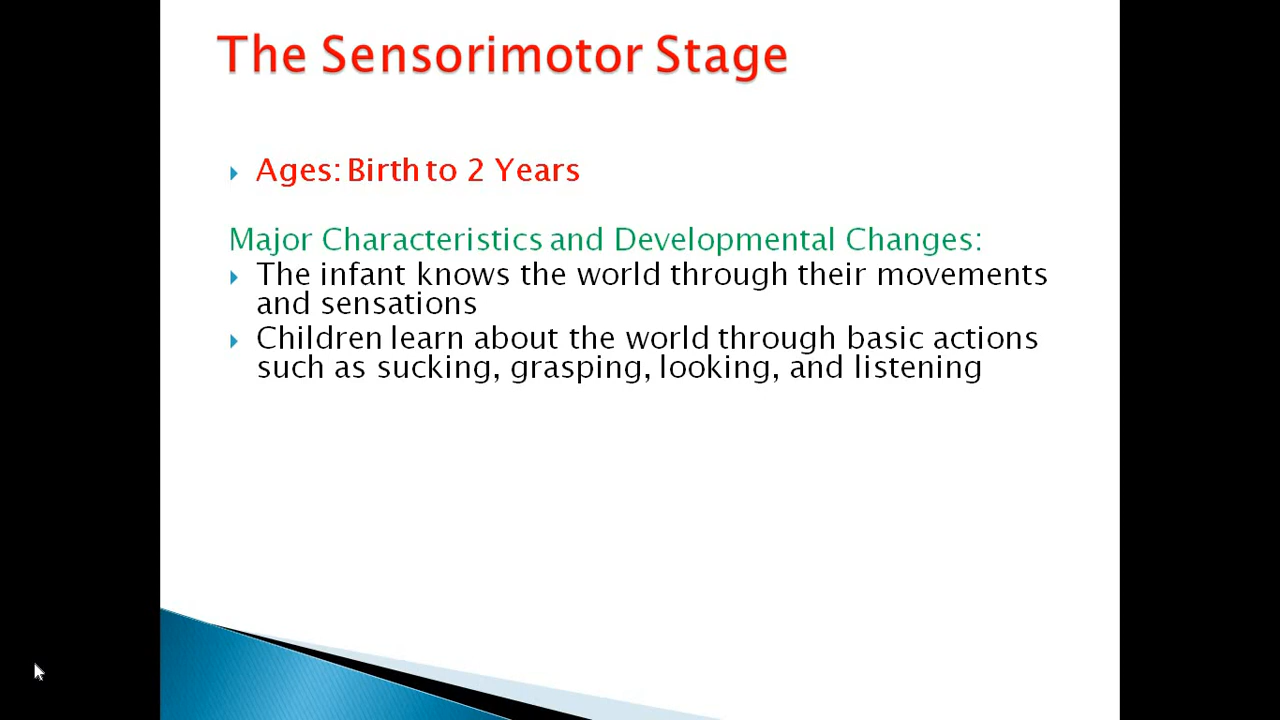 The Sensorimotor Stage
Ages: Birth to 2 Years
Major Characteristics and Developmental Changes:
The infant knows the world through their movements
and sensations
Children learn about the world through basic actions
such as sucking, grasping, looking, and listening